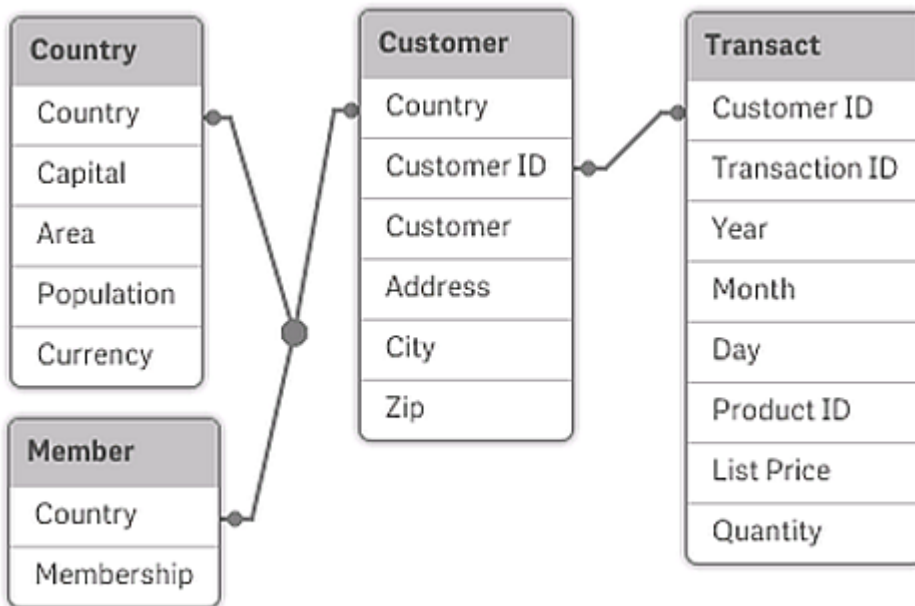 Country
Country
Capital
Area
Population
Currency
Member
Country
Membership
Customer
Country
Customer ID
Customer
Address
City
Zip
Transact
Customer ID
Transaction ID
Year
Month
Day
Product ID
List Price
Quantity